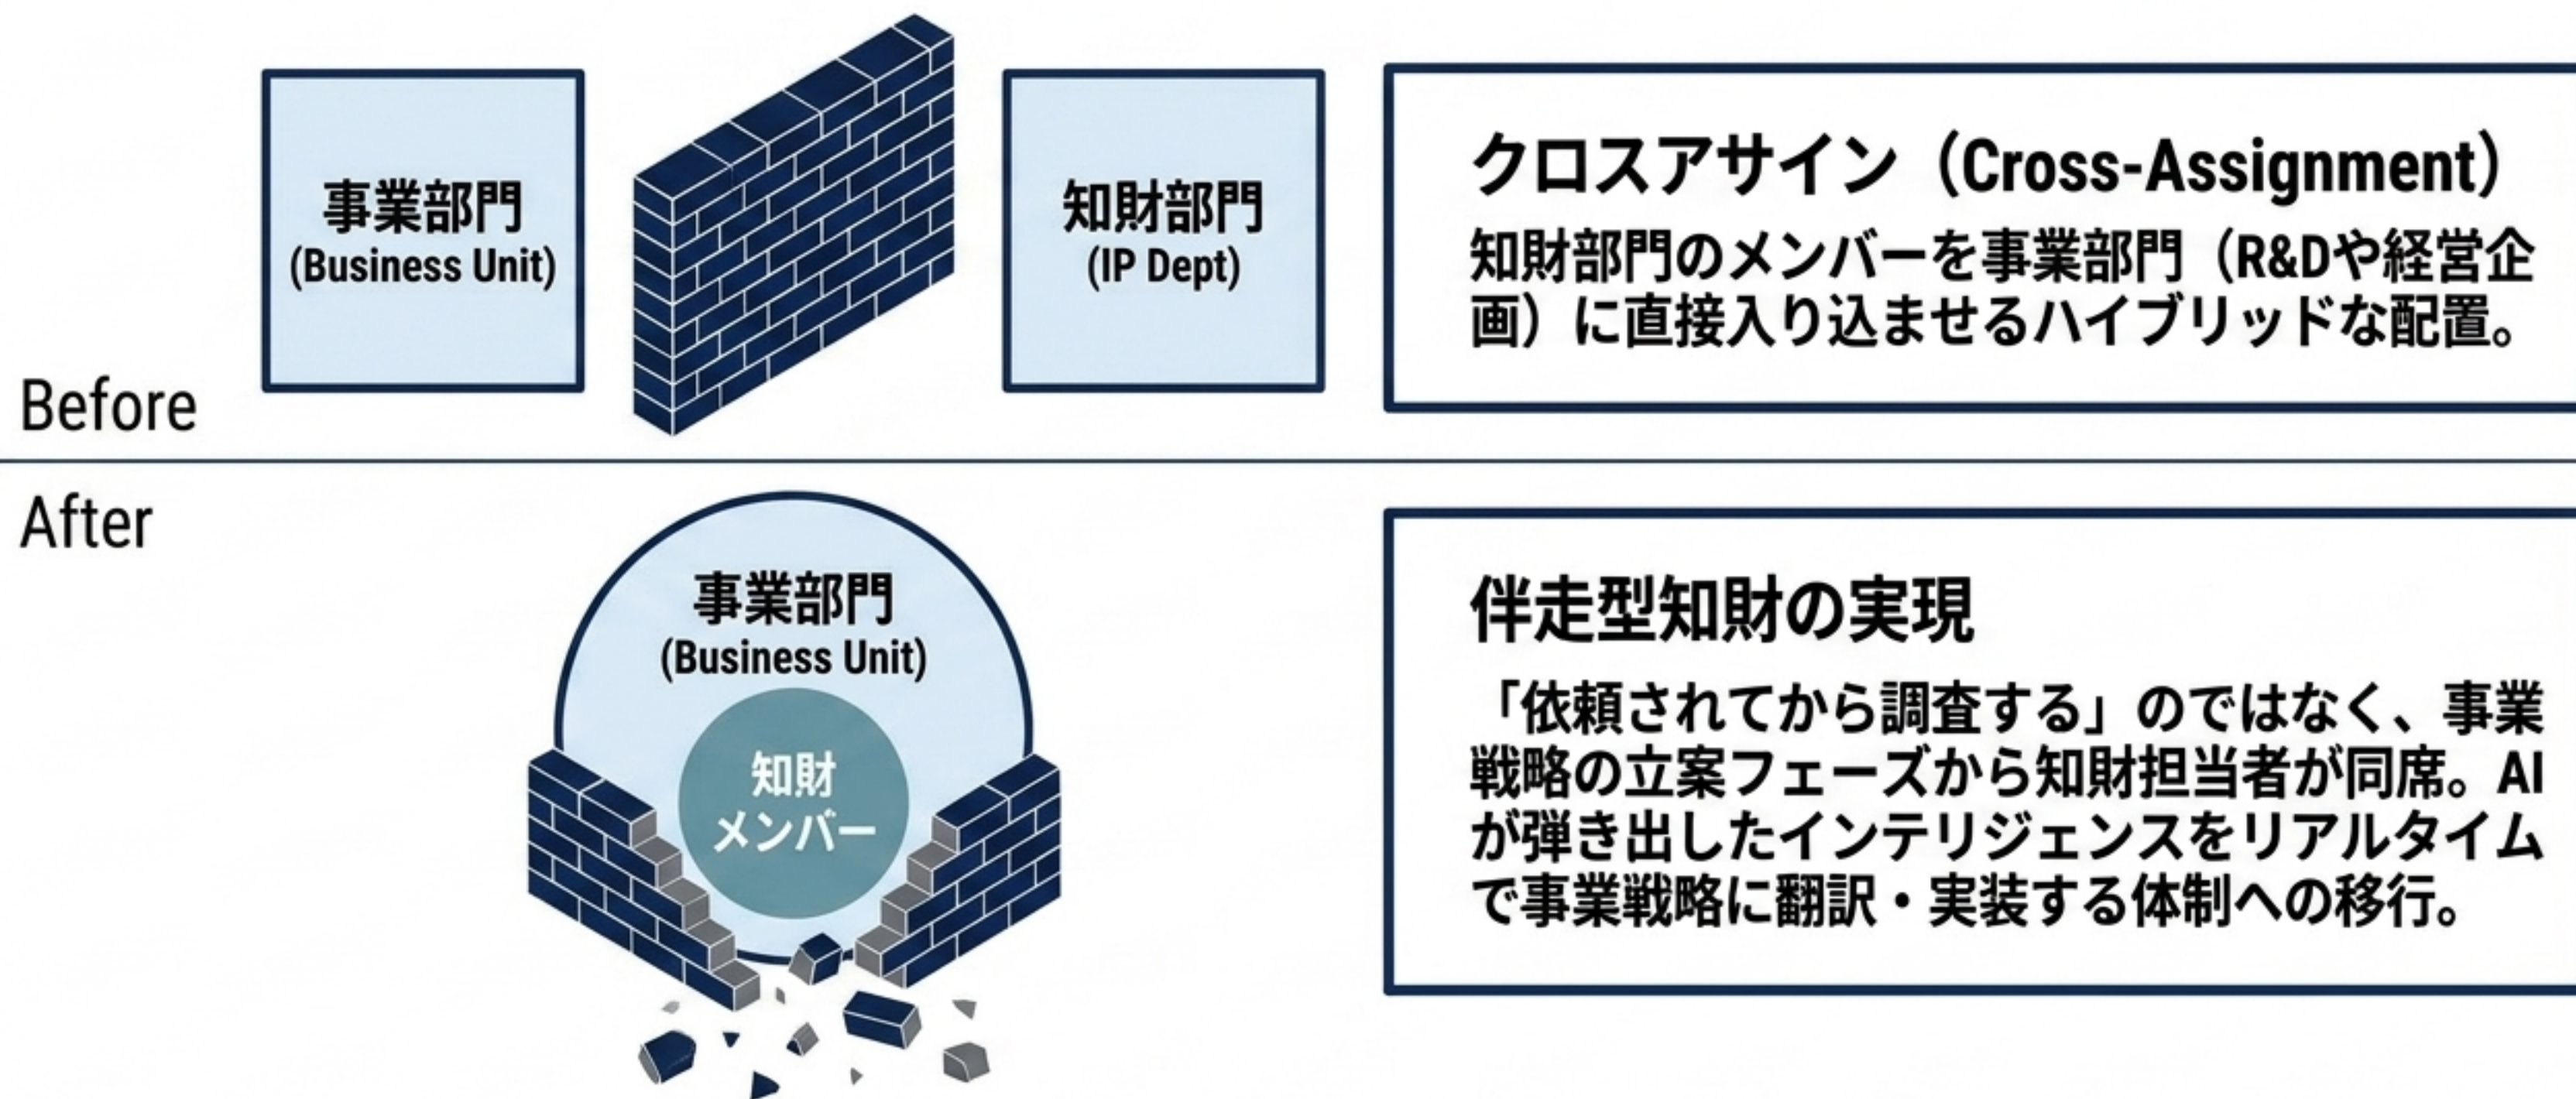 事業部門
(Business Unit)
知財部門
(IP Dept)
クロスアサイン（Cross-Assignment）
知財部門のメンバーを事業部門（R&Dや経営企
画）に直接入り込ませるハイブリッドな配置。
Before
After
事業部門
(Business Unit)
知財
メンバー
伴走型知財の実現
「依頼されてから調査する」のではなく、事業
戦略の立案フェーズから知財担当者が同席。AI
が弾き出したインテリジェンスをリアルタイム
で事業戦略に翻訳・実装する体制への移行。